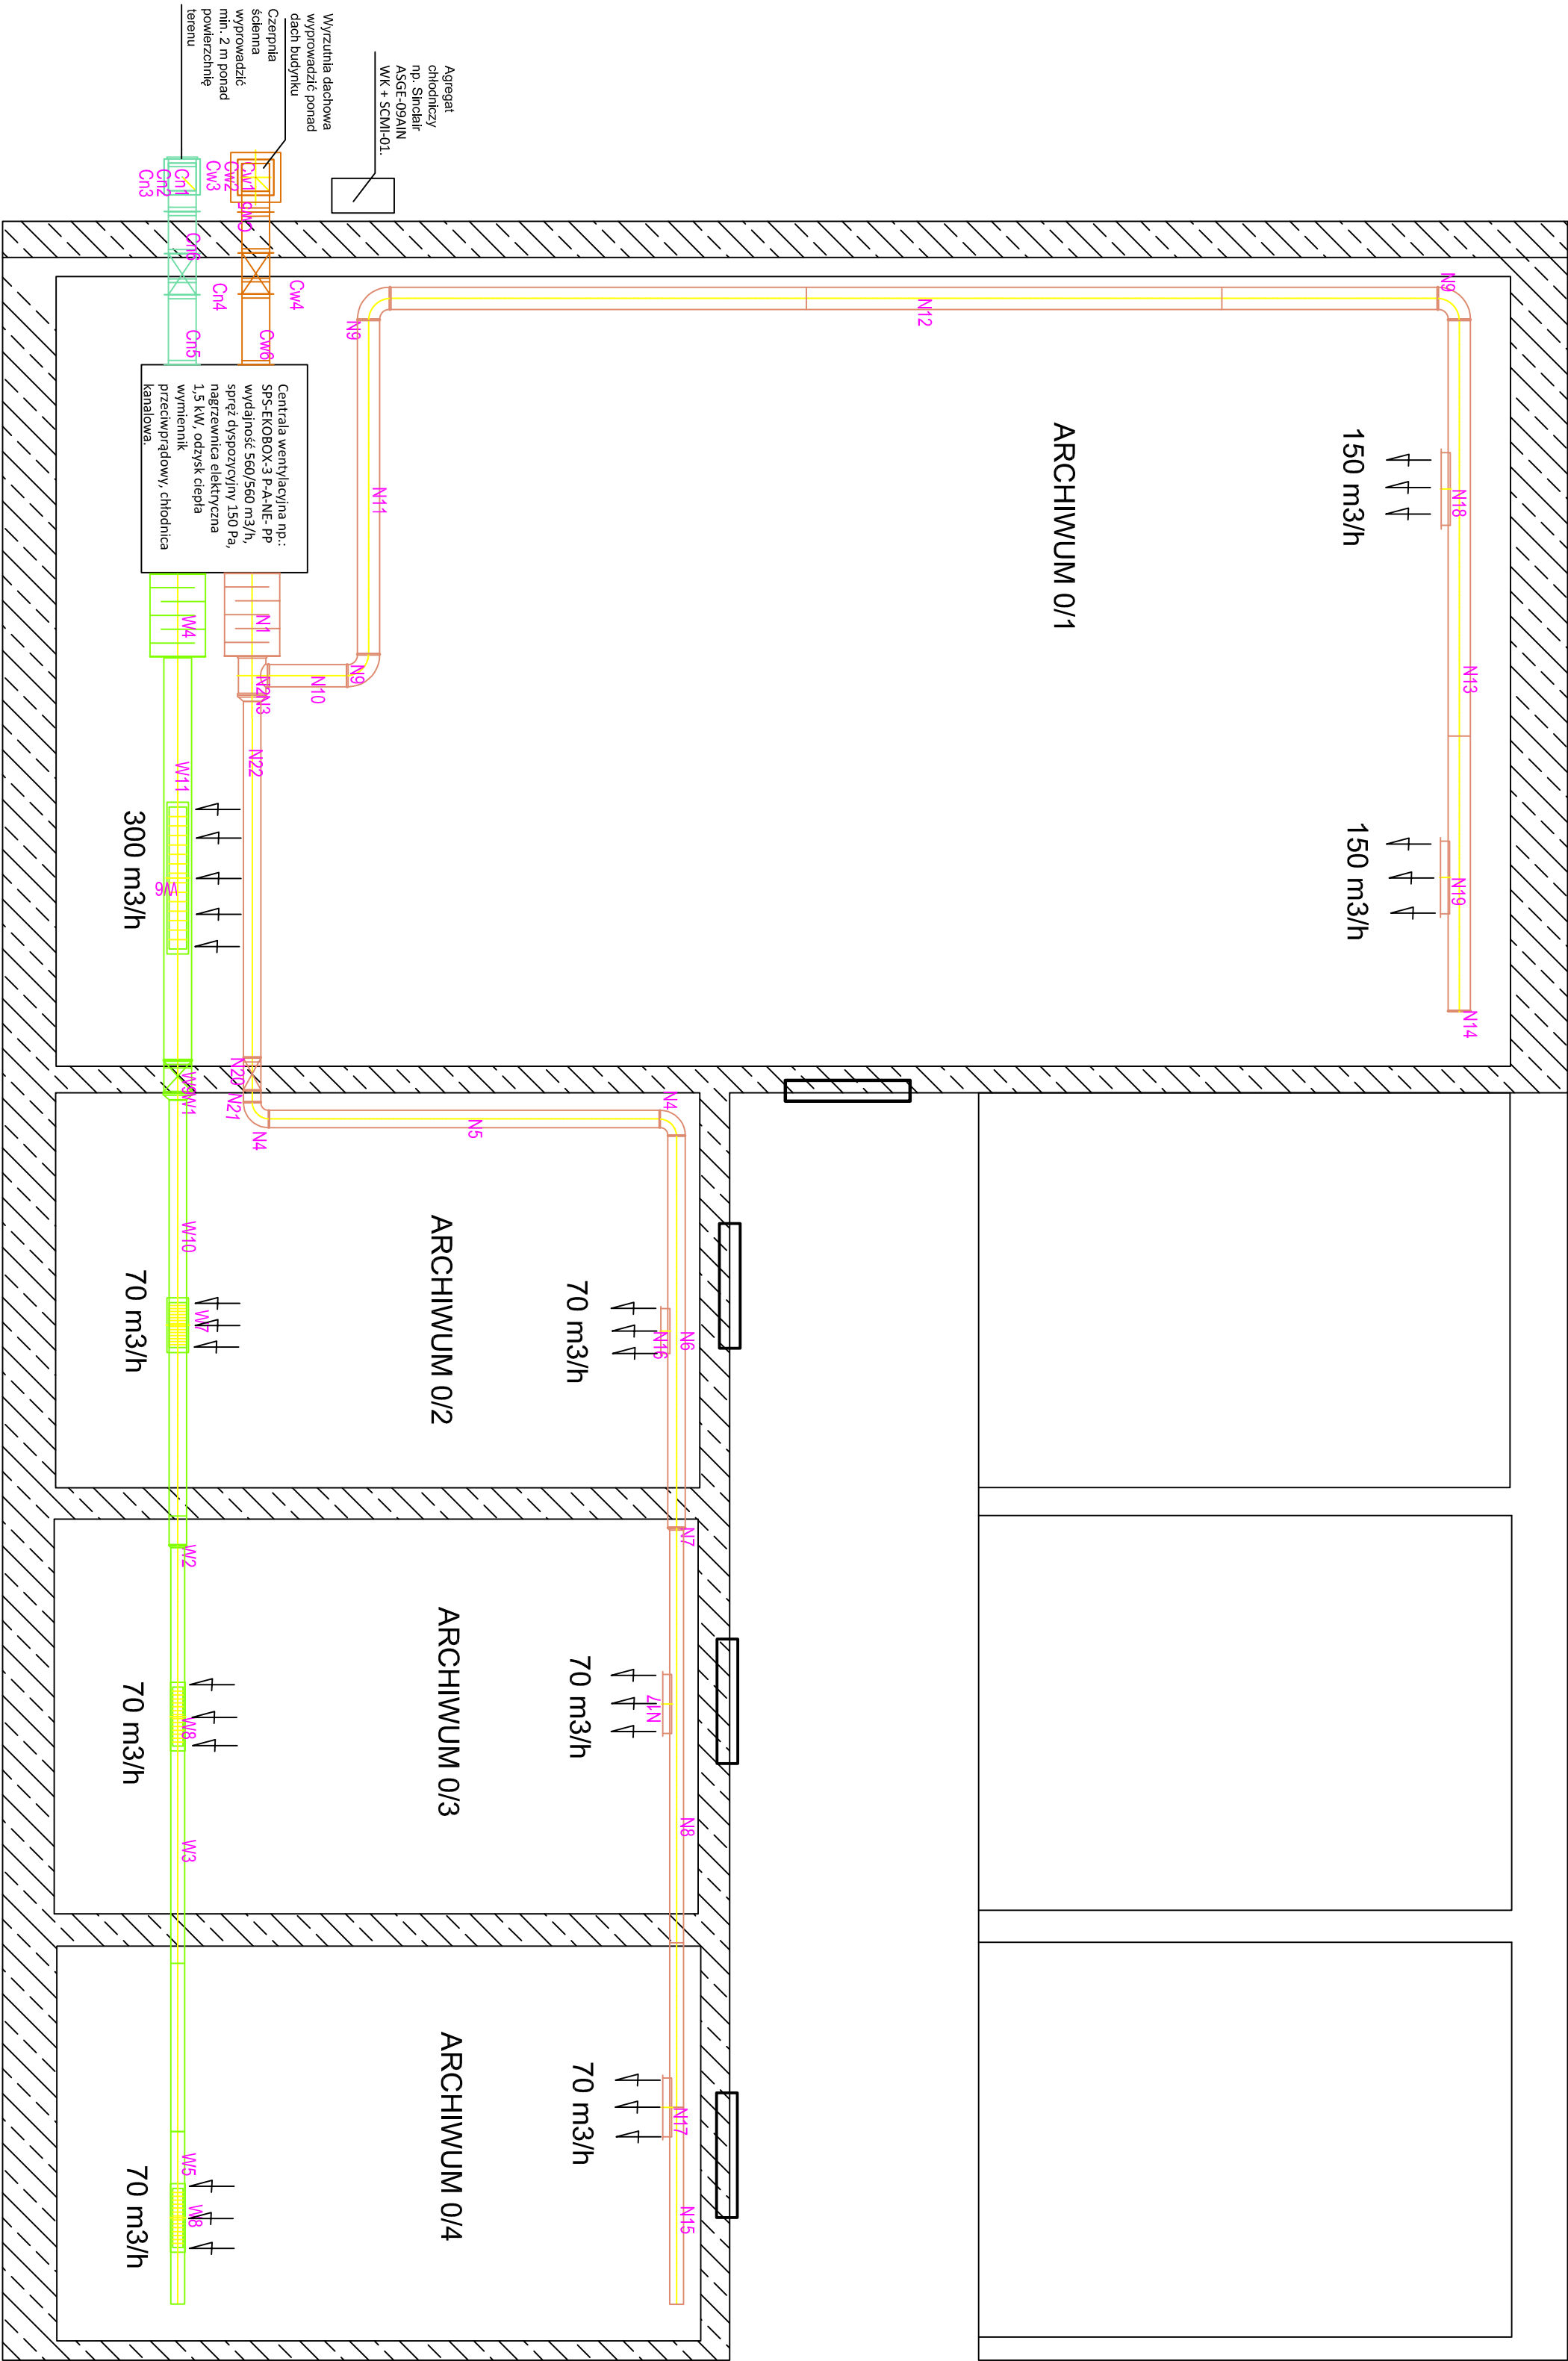 Agregat
chłodniczy
np. Sinclair
ASGE-09AIN
WK + SCMI-01.
Wyrzutnia dachowa
wyprowadzić ponad
dach budynku
Czerpnia
ścienna
wyprowadzić
min. 2 m ponad
powierzchnię
terenu
Cw1
Cw2
Cw3
Cw5
Cn1
Cn2
Cn3
Cn6
Cn4
Cw4
Cn5
Cw6
Centrala wentylacyjna np.:
SPS-EKOBOX-3 P-A-NE- PP
wydajność 560/560 m3/h,
spręż dyspozycyjny 150 Pa,
nagrzewnica elektryczna
1,5 kW, odzysk ciepła
wymiennik
przeciwprądowy, chłodnica
kanałowa.
N9
N12
N9
N11
N9
N10
N1
N2
N3
W4
N22
W11
W6
300 m3/h
ARCHIWUM 0/1
150 m3/h
N18
N13
150 m3/h
N19
N14
N20
N21
W9
W1
N4
N5
N4
W10
W7
70 m3/h
ARCHIWUM 0/2
70 m3/h
N16
N6
N7
W2
W8
70 m3/h
W3
ARCHIWUM 0/3
70 m3/h
N17
N8
ARCHIWUM 0/4
70 m3/h
N17
N15
W5
W8
70 m3/h